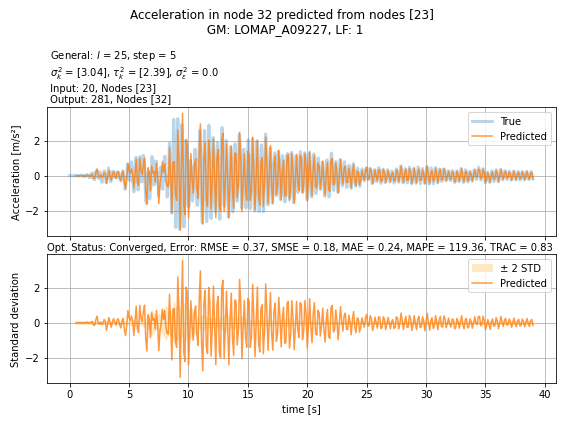 Acceleration in node 32 predicted from nodes [23]
GM: LOMAP_A09227, LF: 1
General: l = 25, step = 5
σ²ₖ = [3.04], τ²ₖ = [2.39], σ²ε = 0.0
Input: 20, Nodes [23]
Output: 281, Nodes [32]
Acceleration [m/s²]
2
0
−2
True
Predicted
Opt. Status: Converged, Error: RMSE = 0.37, SMSE = 0.18, MAE = 0.24, MAPE = 119.36, TRAC = 0.83
Standard deviation
2
0
−2
± 2 STD
Predicted
0 5 10 15 20 25 30 35 40
time [s]